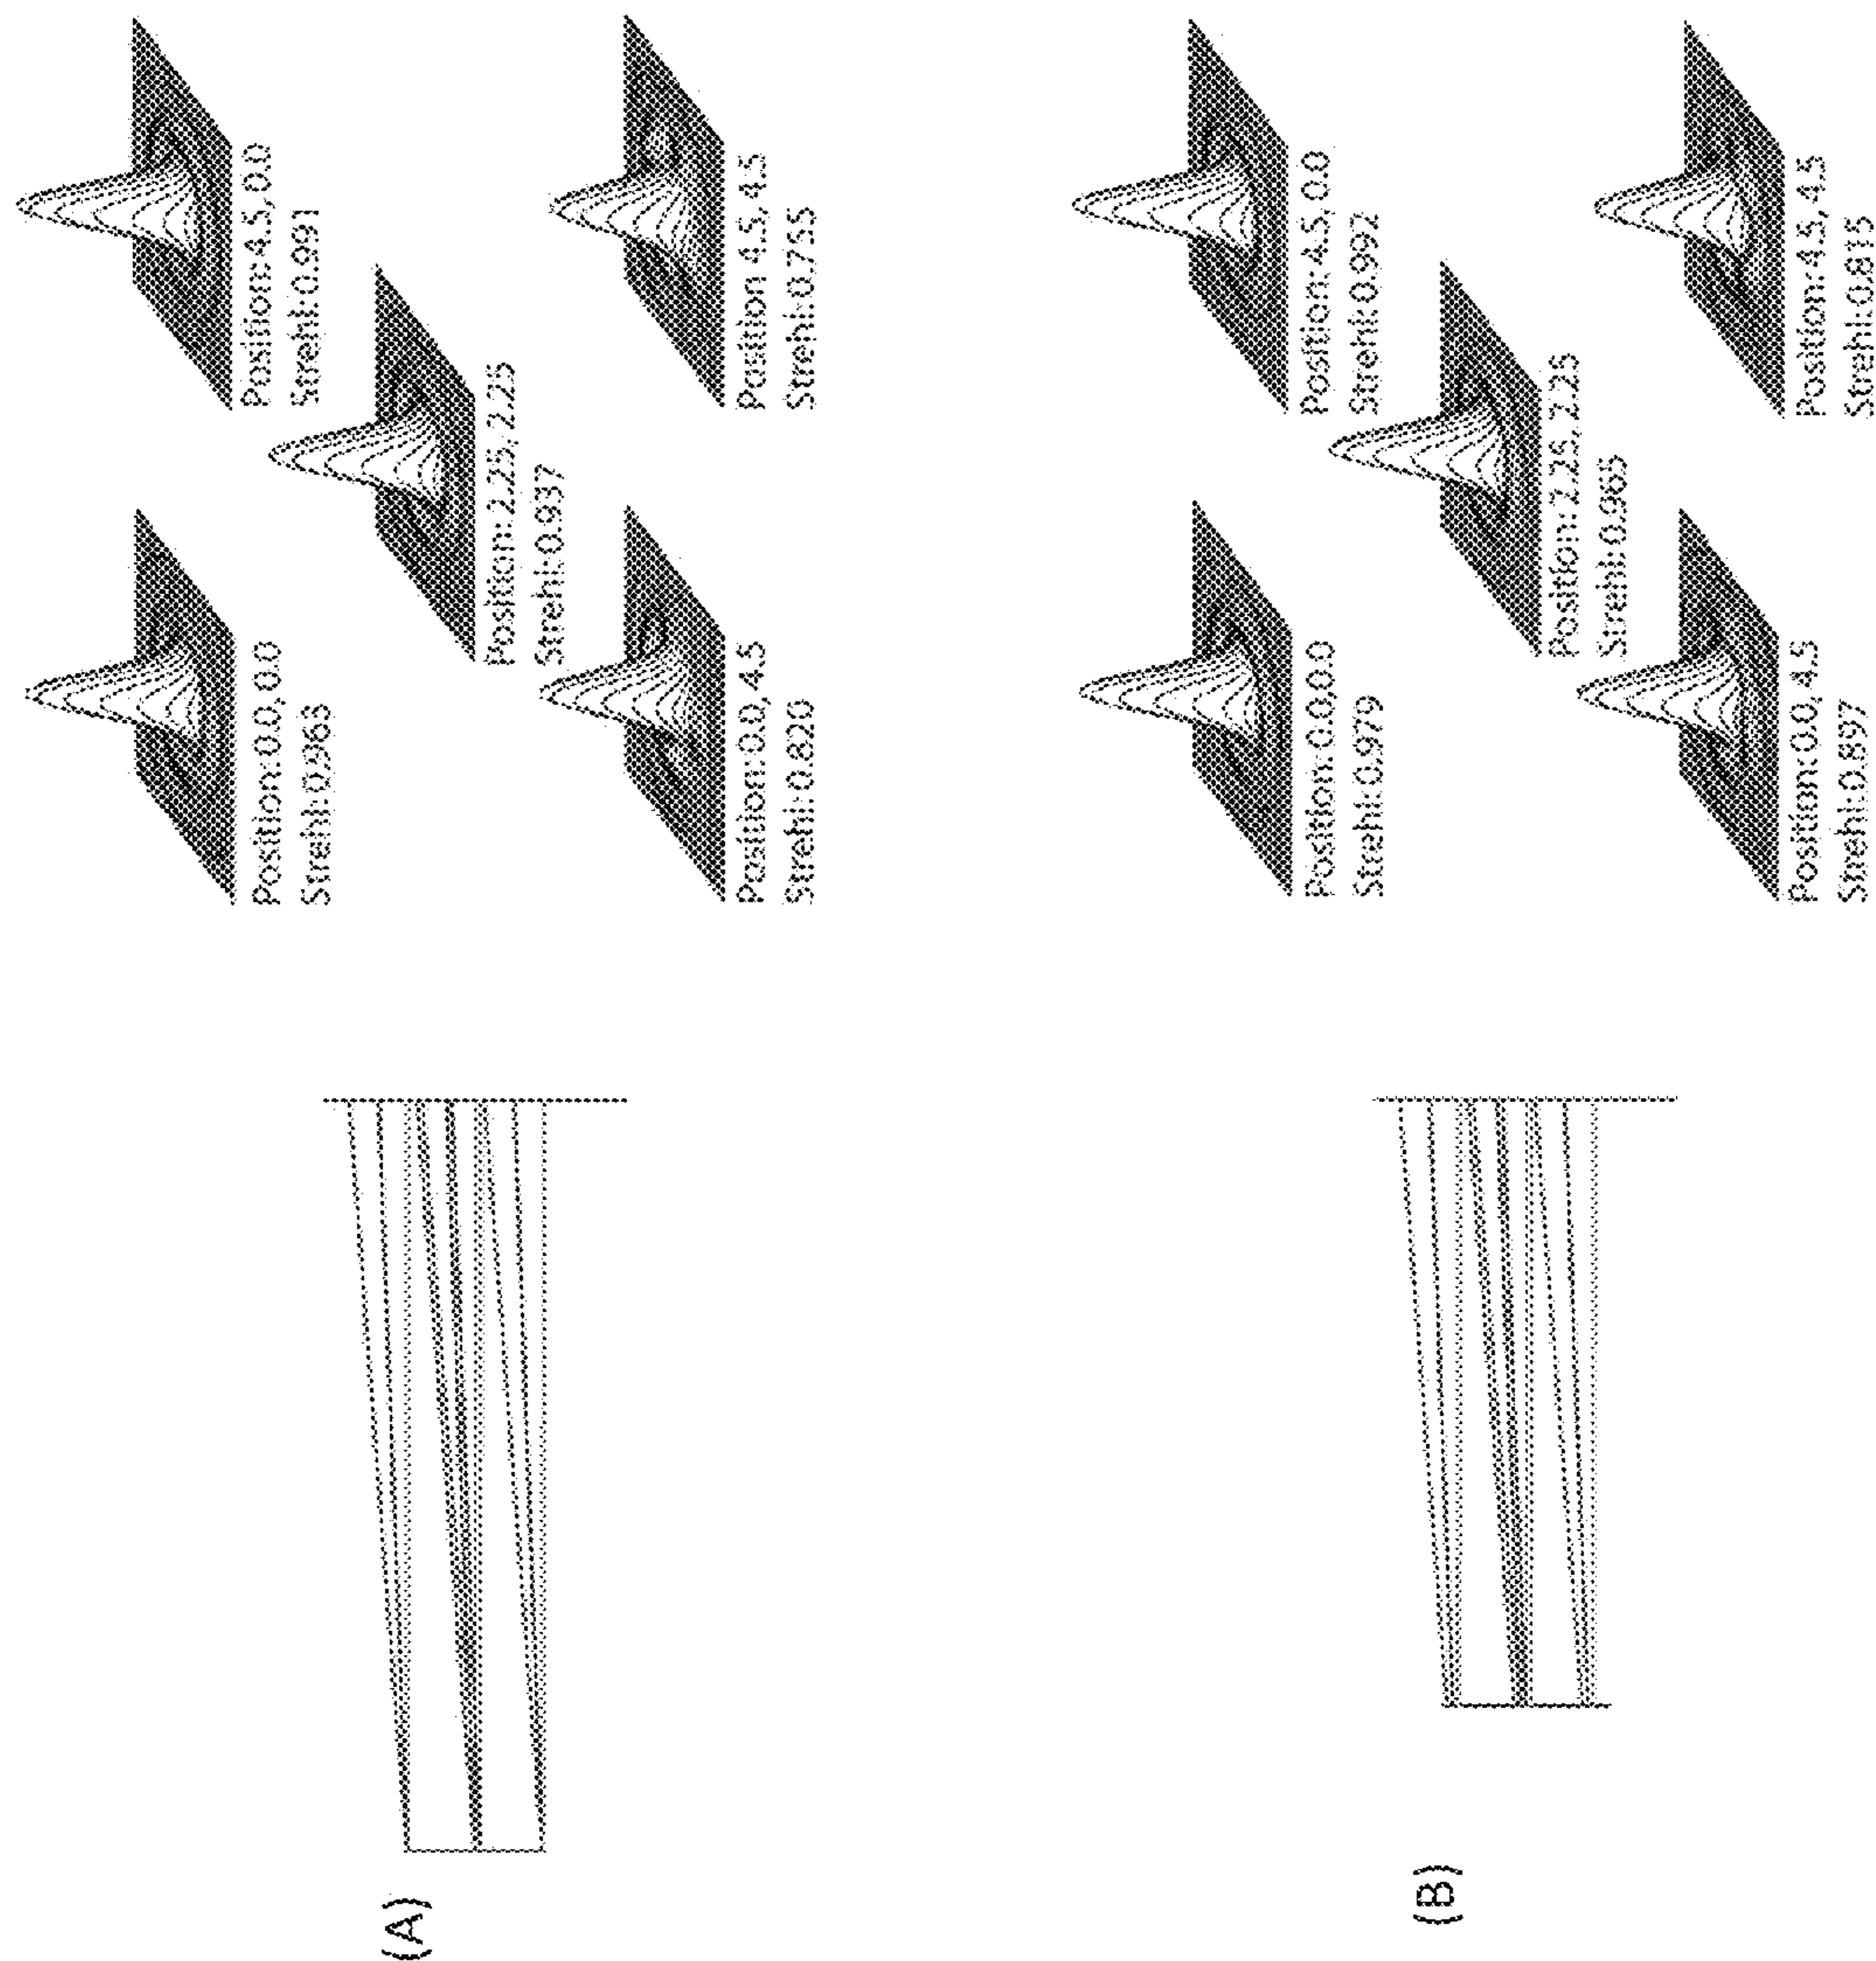 (A)
Position: 0.0, 0.0
Strehl: 0.963
Position: 4.5, 0.0
Strehl: 0.991
Position: 2.25, 2.25
Strehl: 0.937
Position: 0.0, 4.5
Strehl: 0.820
Position 4.5, 4.5
Strehl: 0.755
(B)
Position: 0.0, 0.0
Strehl: 0.979
Position: 4.5, 0.0
Strehl: 0.992
Position: 2.25, 2.25
Strehl: 0.965
Position: 0.0, 4.5
Strehl: 0.897
Position: 4.5, 4.5
Strehl: 0.815